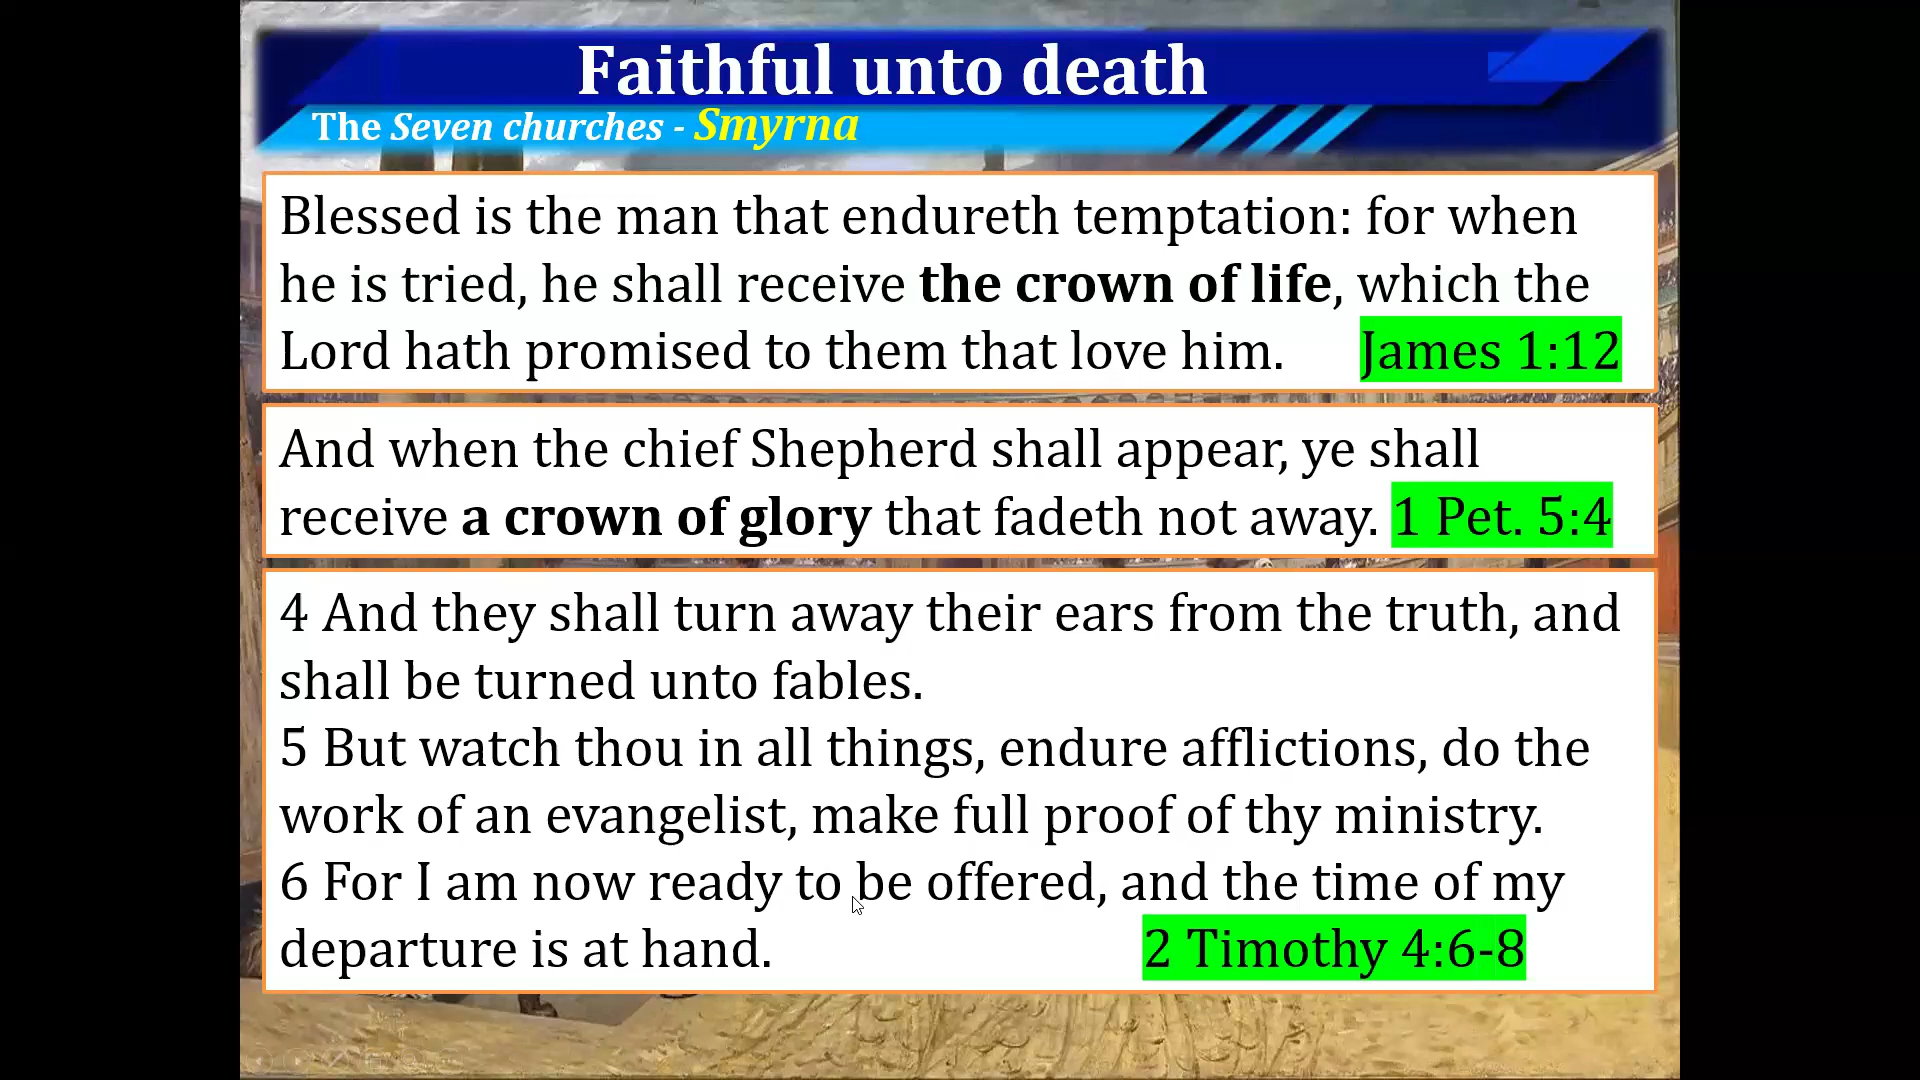 Faithful unto death
The Seven churches - Smyrna
Blessed is the man that endureth temptation: for when
he is tried, he shall receive the crown of life, which the
Lord hath promised to them that love him. James 1:12
And when the chief Shepherd shall appear, ye shall
receive a crown of glory that fadeth not away. 1 Pet. 5:4
4 And they shall turn away their ears from the truth, and
shall be turned unto fables.
5 But watch thou in all things, endure afflictions, do the
work of an evangelist, make full proof of thy ministry.
6 For I am now ready to be offered, and the time of my
departure is at hand. 2 Timothy 4:6-8